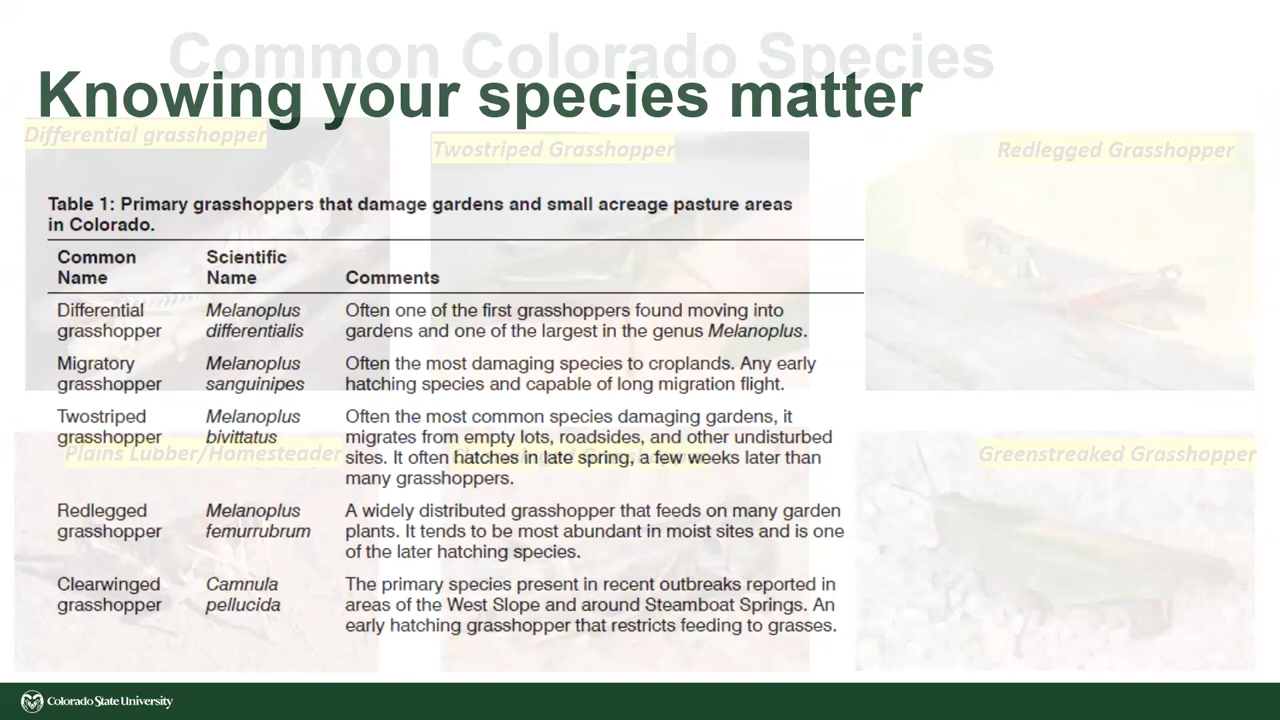 Common Colorado Species
Knowing your species matter
Differential grasshopper
Twostriped Grasshopper
Redlegged Grasshopper
Table 1: Primary grasshoppers that damage gardens and small acreage pasture areas
in Colorado.
Common
Name
Scientific
Name
Comments
Differential
grasshopper
Melanoplus
differentialis
Often one of the first grasshoppers found moving into
gardens and one of the largest in the genus Melanoplus.
Migratory
grasshopper
Melanoplus
sanguinipes
Often the most damaging species to croplands. Any early
hatching species and capable of long migration flight.
Twostriped
grasshopper
Melanoplus
bivittatus
Often the most common species damaging gardens, it
migrates from empty lots, roadsides, and other undisturbed
sites. It often hatches in late spring, a few weeks later than
many grasshoppers.
Plains Lubber/Homesteader
Greenstreaked Grasshopper
Redlegged
grasshopper
Melanoplus
femurrubrum
A widely distributed grasshopper that feeds on many garden
plants. It tends to be most abundant in moist sites and is one
of the later hatching species.
Clearwinged
grasshopper
Camnula
pellucida
The primary species present in recent outbreaks reported in
areas of the West Slope and around Steamboat Springs. An
early hatching grasshopper that restricts feeding to grasses.
Colorado State University